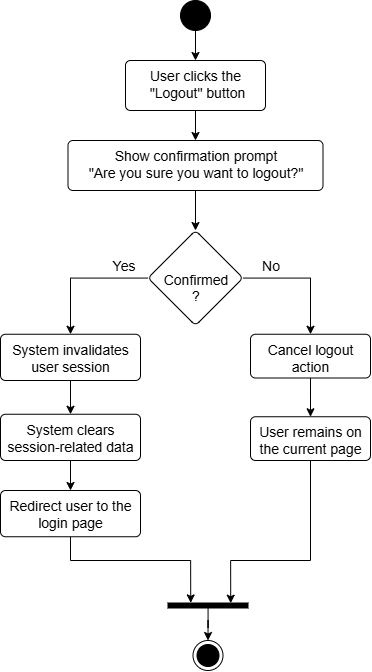 User clicks the
"Logout" button
Show confirmation prompt
"Are you sure you want to logout?"
Yes
No
Confirmed
?
System invalidates
user session
Cancel logout
action
System clears
session-related data
User remains on
the current page
Redirect user to the
login page